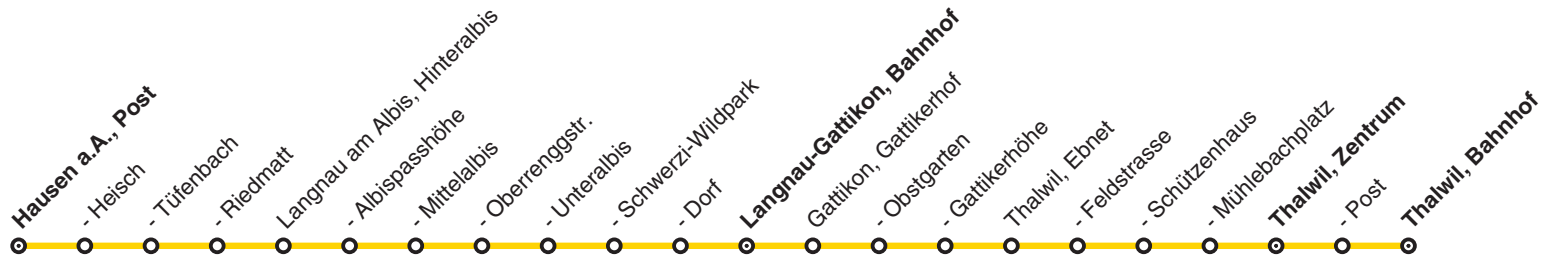 Hausen a.A., Post
- Heisch
- Tüfenbach
- Riedmatt
Langnau am Albis, Hinteralbis
- Albispasshöhe
- Mittelalbis
- Oberrenggstr.
- Unteralbis
- Schwerzi-Wildpark
- Dorf
Langnau-Gattikon, Bahnhof
Gattikon, Gattikerhof
- Obstgarten
- Gattikerhöhe
Thalwil, Ebnet
- Feldstrasse
- Schützenhaus
- Mühlebachplatz
Thalwil, Zentrum
- Post
Thalwil, Bahnhof